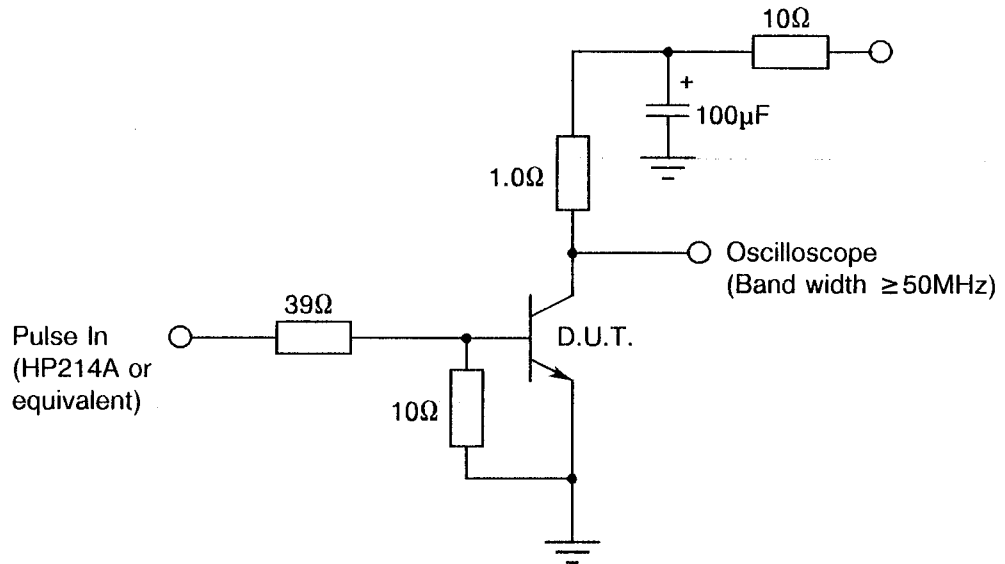 10Ω
+
100μF
1.0Ω
Oscilloscope
(Band width ≥50MHz)
39Ω
Pulse In
(HP214A or
equivalent)
D.U.T.
10Ω